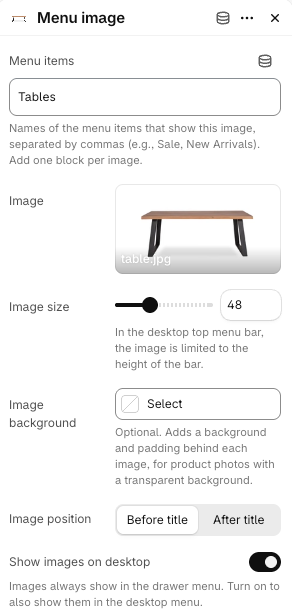 Menu image
Menu items
Tables
Names of the menu items that show this image,
separated by commas (e.g., Sale, New Arrivals).
Add one block per image.
Image
table.jpg
Image size
48
In the desktop top menu bar,
the image is limited to the
height of the bar.
Image
background
Select
Optional. Adds a background
and padding behind each
image, for product photos with
a transparent background.
Image position
Before title
After title
Show images on desktop
Images always show in the drawer menu. Turn on to
also show them in the desktop menu.